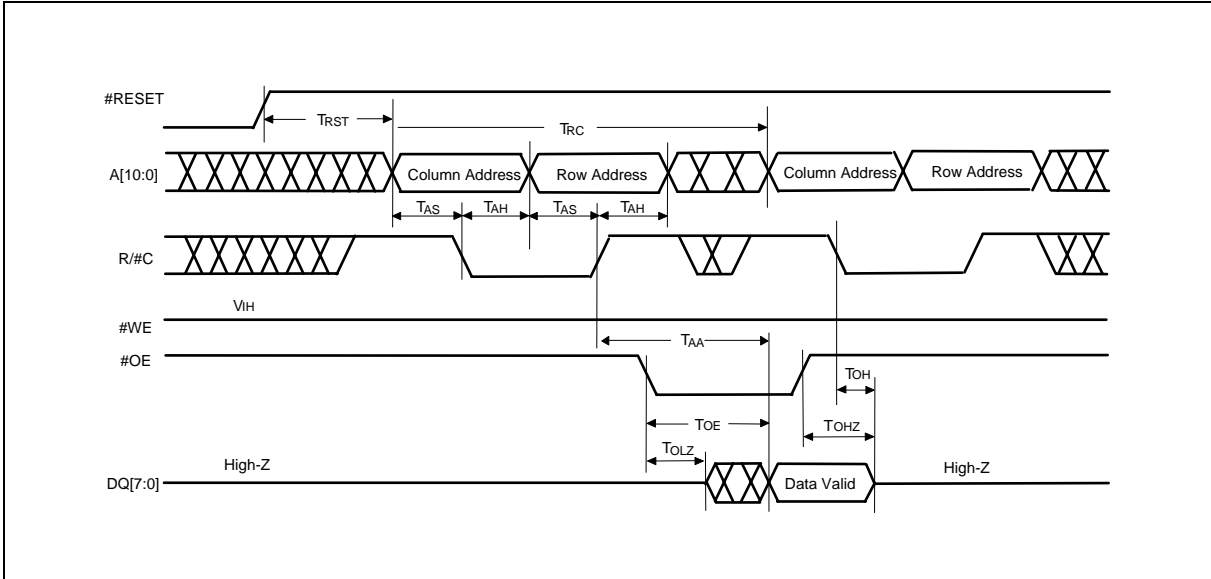 #RESET
TRST
TRC
A[10:0]
Column Address
Row Address
Column Address
Row Address
TAS
TAH
TAS
TAH
R/#C
VIH
#WE
TAA
#OE
TOH
TOE
TOHZ
TOLZ
High-Z
High-Z
DQ[7:0]
Data Valid